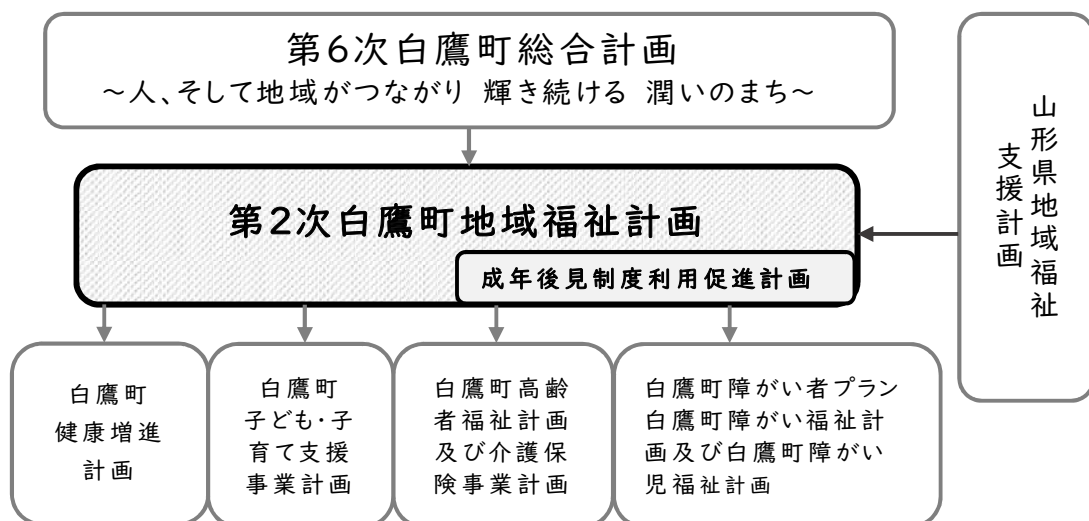 第6次白鷹町総合計画
～人、そして地域がつながり 輝き続ける 潤いのまち～
山形県地域福祉
支援計画
第2次白鷹町地域福祉計画
成年後見制度利用促進計画
白鷹町
健康増進
計画
白鷹町
子ども・子
育て支援
事業計画
白鷹町高齢
者福祉計画
及び介護保
険事業計画
白鷹町障がい者プラン
白鷹町障がい福祉計
画及び白鷹町障がい
児福祉計画